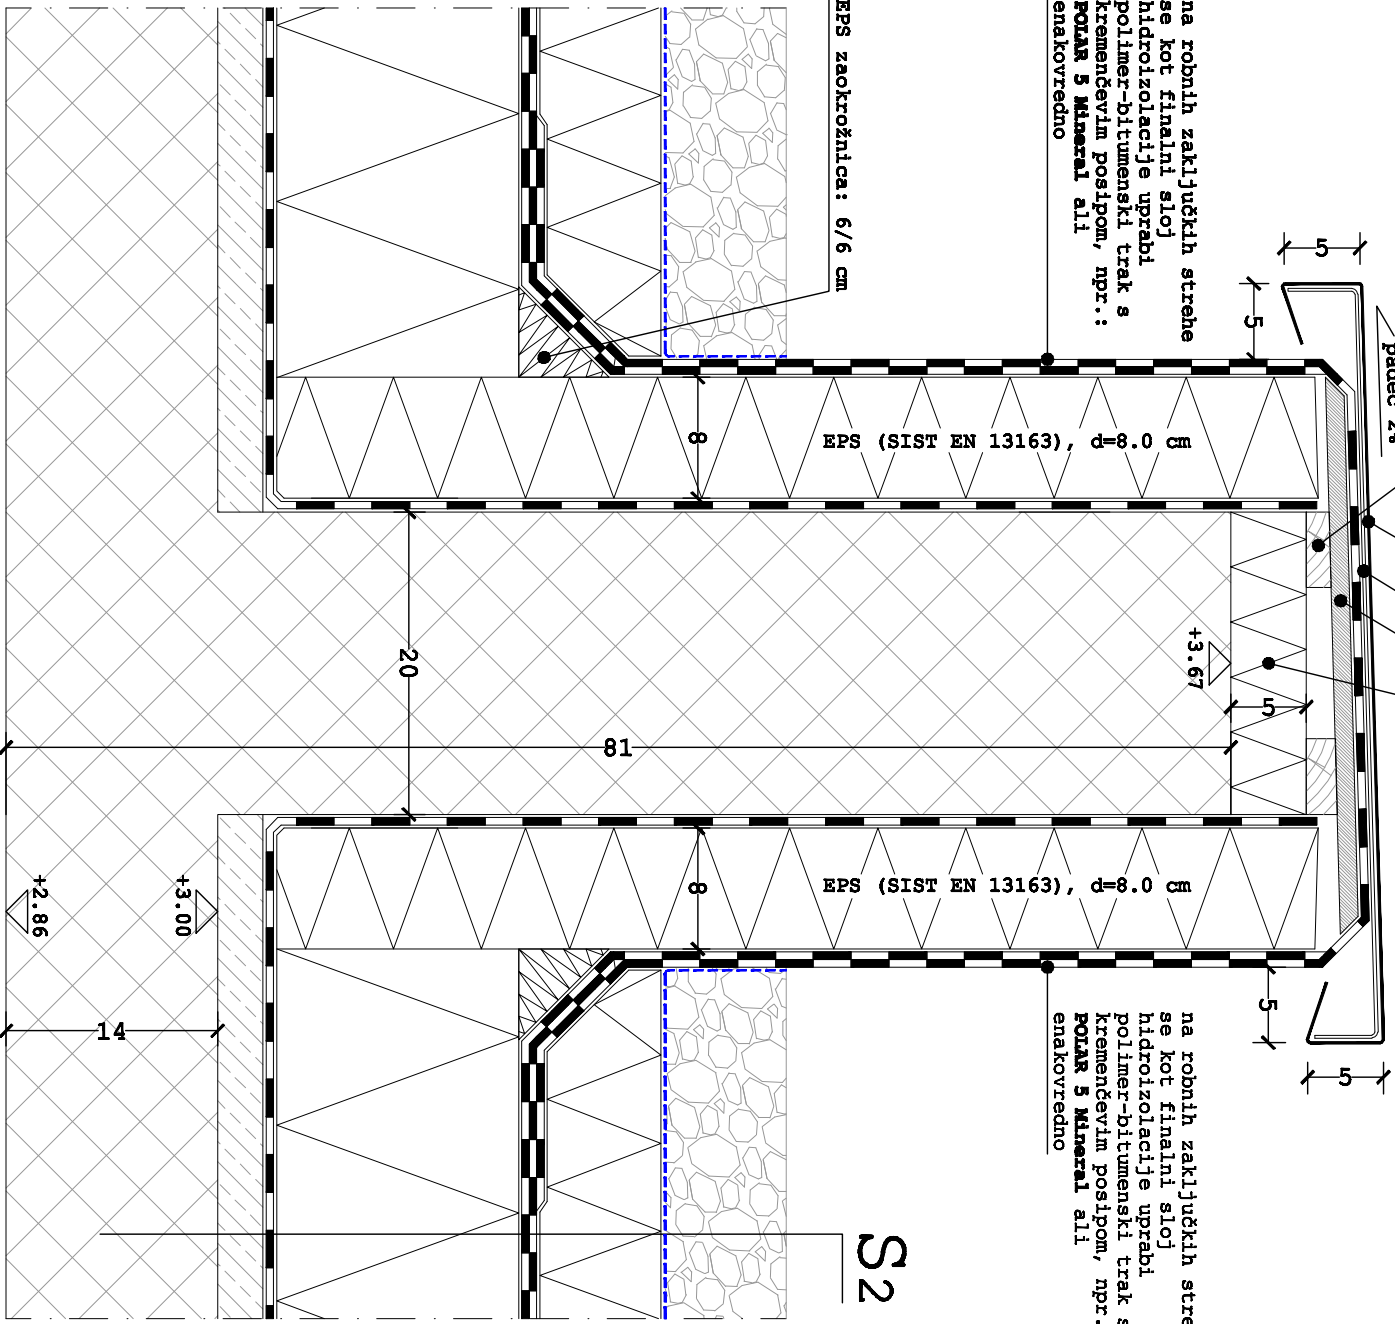 EPS zaokrožnica: 6/6 cm
na robnih zaključkih strehe
se kot finalni sloj
hidroizolacije uprabi
polimer-bitumenski trak s
kremenčevim posipom, npr.:
POLAR 5 Mineral ali
enakovredno
5
5
padec 2%
8
EPS (SIST EN 13163), d=8.0 cm
20
+3.67
5
81
8
EPS (SIST EN 13163), d=8.0 cm
+2.86
+3.00
14
5
5
na robnih zaključkih stre
se kot finalni sloj
hidroizolacije uprabi
polimer-bitumenski trak s
kremenčevim posipom, npr.
POLAR 5 Mineral ali
enakovredno
S2